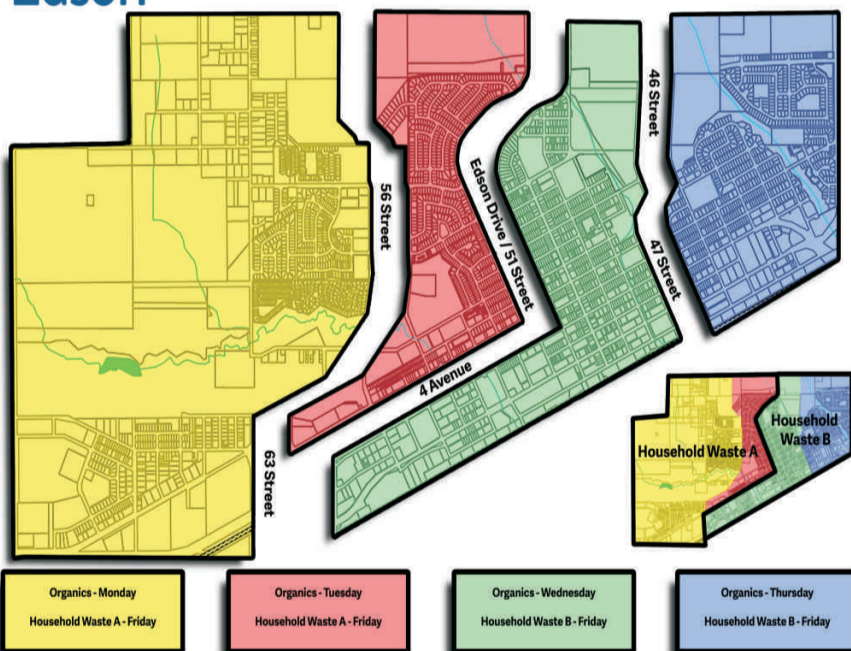 Edson
46 Street
56 Street
Edson Drive / 51 Street
47 Street
4 Avenue
63 Street
Household Waste A
Household
Waste B
Organics - Monday
Household Waste A - Friday
Organics - Tuesday
Household Waste A - Friday
Organics - Wednesday
Household Waste B - Friday
Organics - Thursday
Household Waste B - Friday